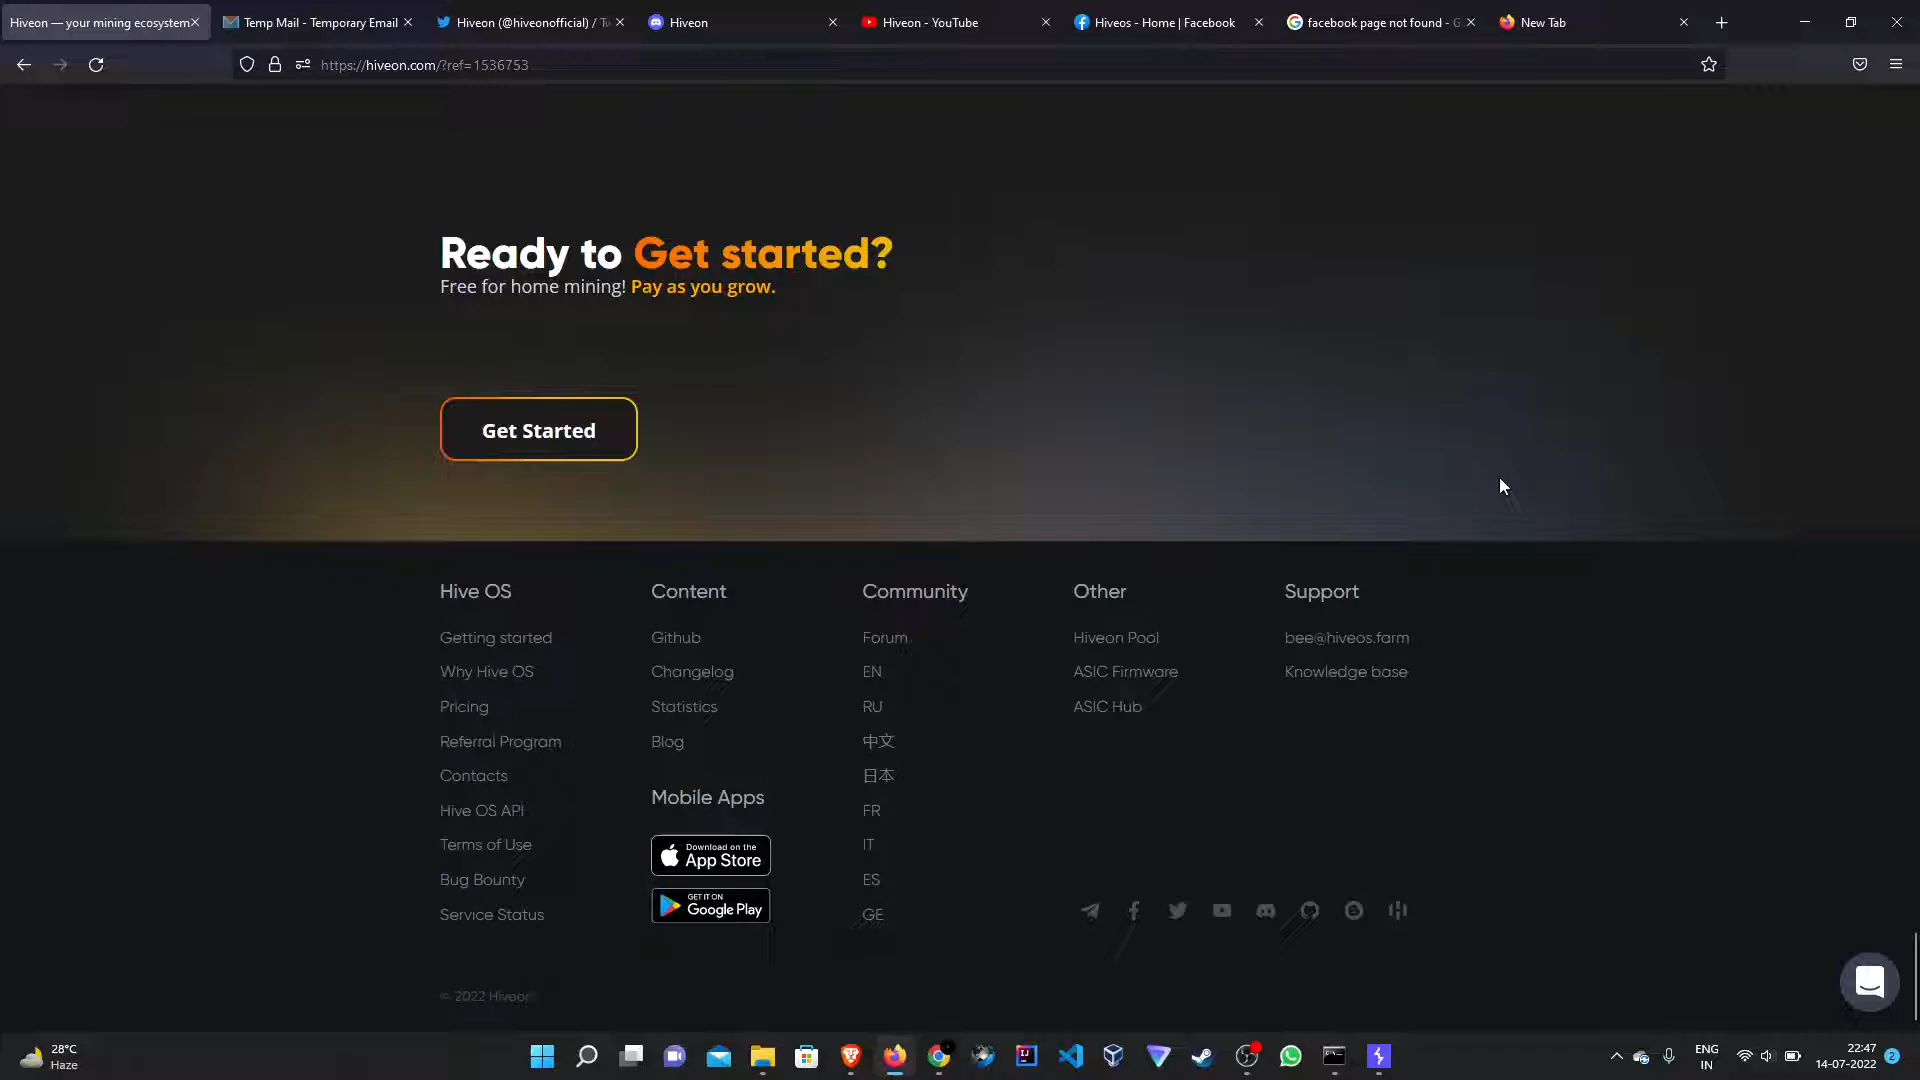 Hiveon — your mining ecosystem
Temp Mail - Temporary Email
Hiveon (@hiveonofficial) / Tw
Hiveon
Hiveon - YouTube
Hiveos - Home | Facebook
facebook page not found - G
New Tab
https://hiveon.com/?ref=1536753
Ready to Get started?
Free for home mining! Pay as you grow.
Get Started
Hive OS
Getting started
Why Hive OS
Pricing
Referral Program
Contacts
Hive OS API
Terms of Use
Bug Bounty
Service Status
Content
Github
Changelog
Statistics
Blog
Mobile Apps
Download on the
App Store
GET IT ON
Google Play
Community
Forum
EN
RU
中文
日本
FR
IT
ES
GE
Other
Hiveon Pool
ASIC Firmware
ASIC Hub
Support
bee@hiveos.farm
Knowledge base
© 2022 Hiveon
28°C
Haze
ENG
IN
22:47
14-07-2022
2